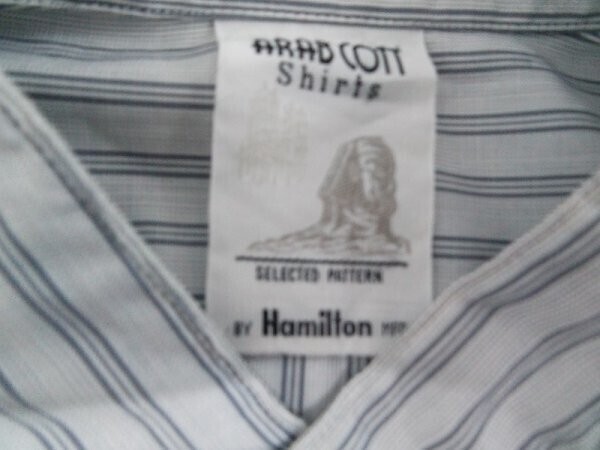 ARAB COTT
Shirts
SELECTED PATTERN
BY Hamilton